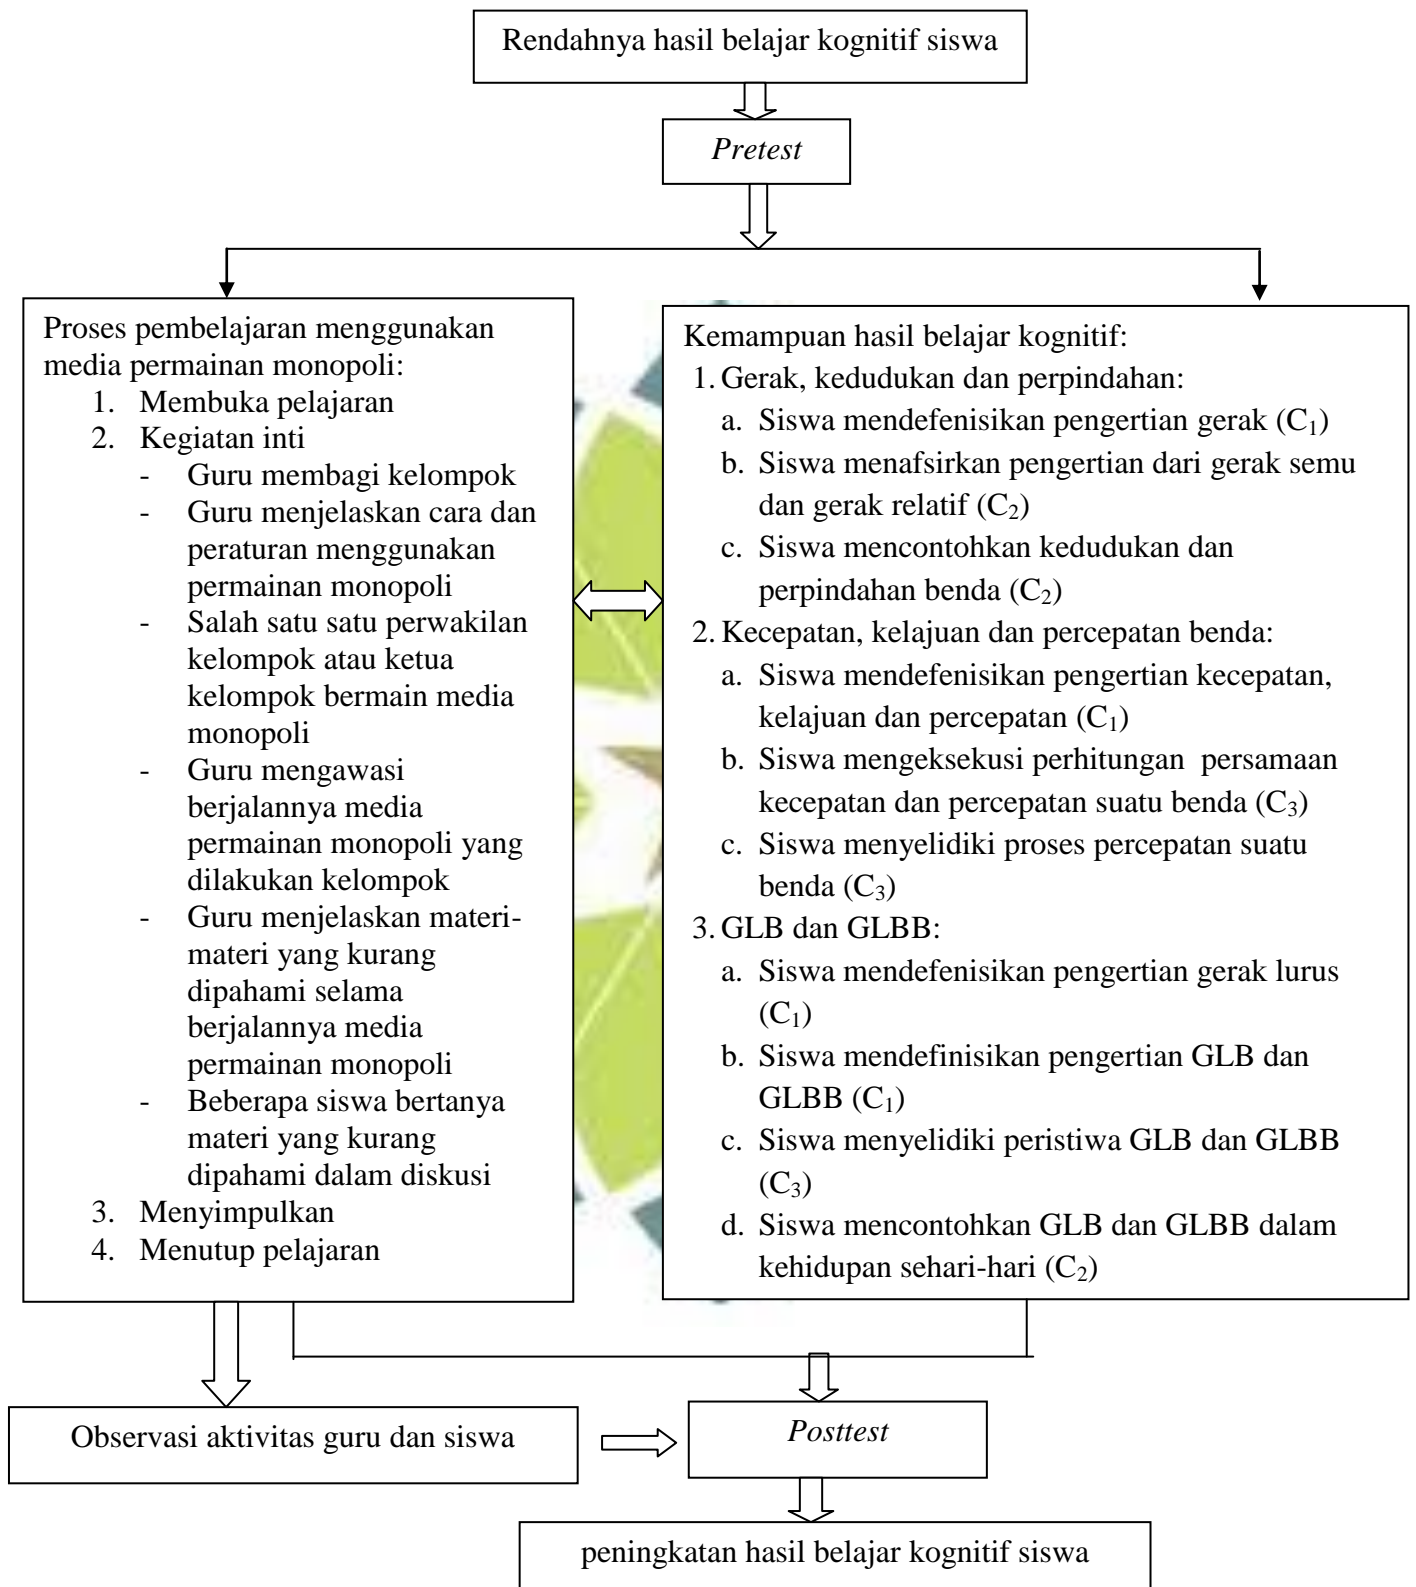 Rendahnya hasil belajar kognitif siswa
Pretest
Proses pembelajaran menggunakan
media permainan monopoli:
1. Membuka pelajaran
2. Kegiatan inti
- Guru membagi kelompok
- Guru menjelaskan cara dan
peraturan menggunakan
permainan monopoli
- Salah satu satu perwakilan
kelompok atau ketua
kelompok bermain media
monopoli
- Guru mengawasi
berjalannya media
permainan monopoli yang
dilakukan kelompok
- Guru menjelaskan materi-
materi yang kurang
dipahami selama
berjalannya media
permainan monopoli
- Beberapa siswa bertanya
materi yang kurang
dipahami dalam diskusi
3. Menyimpulkan
4. Menutup pelajaran
Kemampuan hasil belajar kognitif:
1. Gerak, kedudukan dan perpindahan:
a. Siswa mendefenisikan pengertian gerak (C₁)
b. Siswa menafsirkan pengertian dari gerak semu
dan gerak relatif (C₂)
c. Siswa mencontohkan kedudukan dan
perpindahan benda (C₂)
2. Kecepatan, kelajuan dan percepatan benda:
a. Siswa mendefenisikan pengertian kecepatan,
kelajuan dan percepatan (C₁)
b. Siswa mengeksekusi perhitungan persamaan
kecepatan dan percepatan suatu benda (C₃)
c. Siswa menyelidiki proses percepatan suatu
benda (C₃)
3. GLB dan GLBB:
a. Siswa mendefenisikan pengertian gerak lurus
(C₁)
b. Siswa mendefinisikan pengertian GLB dan
GLBB (C₁)
c. Siswa menyelidiki peristiwa GLB dan GLBB
(C₃)
d. Siswa mencontohkan GLB dan GLBB dalam
kehidupan sehari-hari (C₂)
Observasi aktivitas guru dan siswa
Posttest
peningkatan hasil belajar kognitif siswa